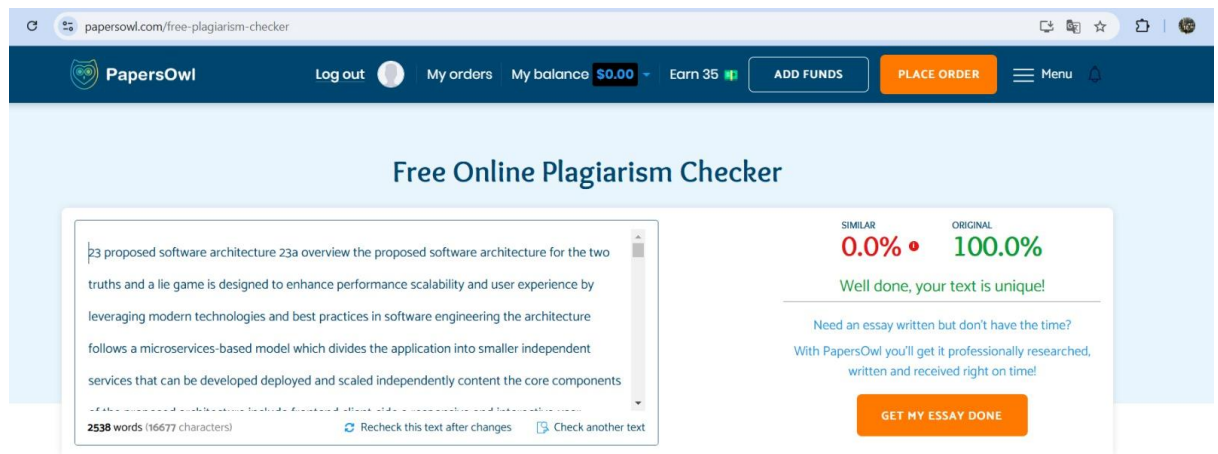 papersowl.com/free-plagiarism-checker
PapersOwl
Log out
My orders
My balance $0.00
Earn 35
ADD FUNDS
PLACE ORDER
Menu
Free Online Plagiarism Checker
23 proposed software architecture 23a overview the proposed software architecture for the two
truths and a lie game is designed to enhance performance scalability and user experience by
leveraging modern technologies and best practices in software engineering the architecture
follows a microservices-based model which divides the application into smaller independent
services that can be developed deployed and scaled independently content the core components
2538 words (16677 characters)
Recheck this text after changes
Check another text
SIMILAR
0.0%
ORIGINAL
100.0%
Well done, your text is unique!
Need an essay written but don't have the time?
With PapersOwl you'll get it professionally researched,
written and received right on time!
GET MY ESSAY DONE